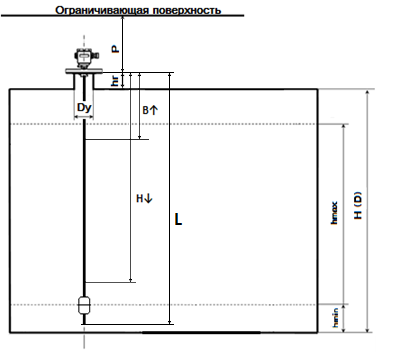 Ограничивающая поверхность
P
hr
Dy
B↑
H↓
L
hmax
H (D)
hmin